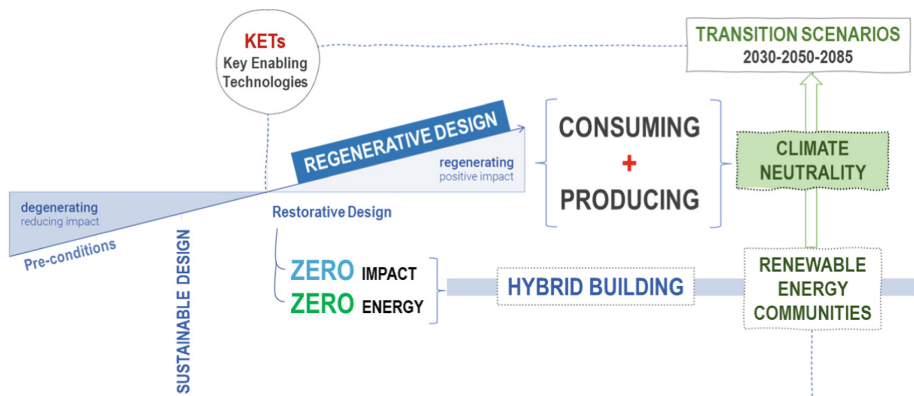 KETs
Key Enabling
Technologies
TRANSITION SCENARIOS
2030-2050-2085
REGENERATIVE DESIGN
regenerating
positive impact
CONSUMING
+
PRODUCING
CLIMATE
NEUTRALITY
degenerating
reducing impact
Pre-conditions
SUSTAINABLE DESIGN
Restorative Design
ZERO IMPACT
ZERO ENERGY
HYBRID BUILDING
RENEWABLE
ENERGY
COMMUNITIES